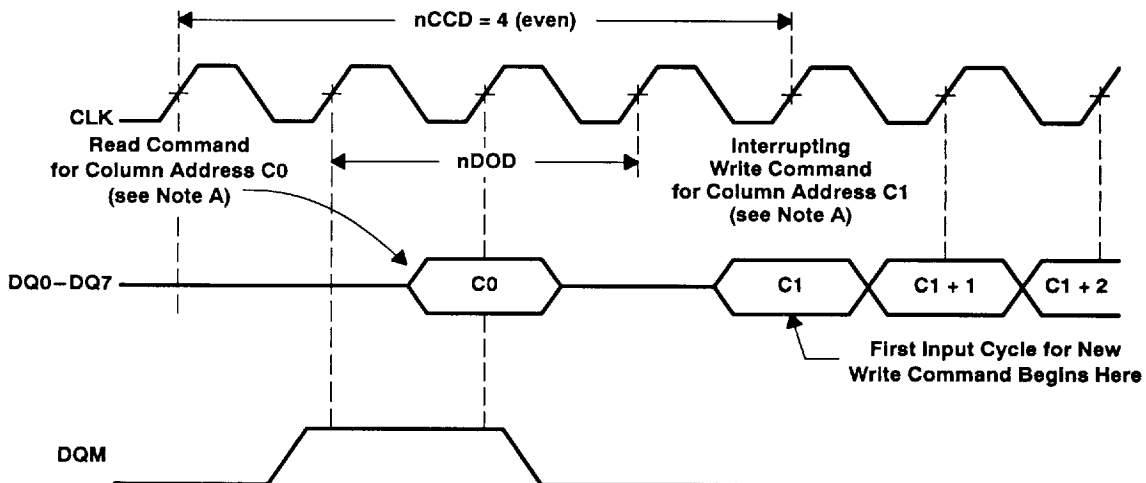 nCCD = 4 (even)
CLK
Read Command
for Column Address C0
(see Note A)
nDOD
Interrupting
Write Command
for Column Address C1
(see Note A)
DQ0–DQ7
C0
C1
C1 + 1
C1 + 2
First Input Cycle for New
Write Command Begins Here
DQM